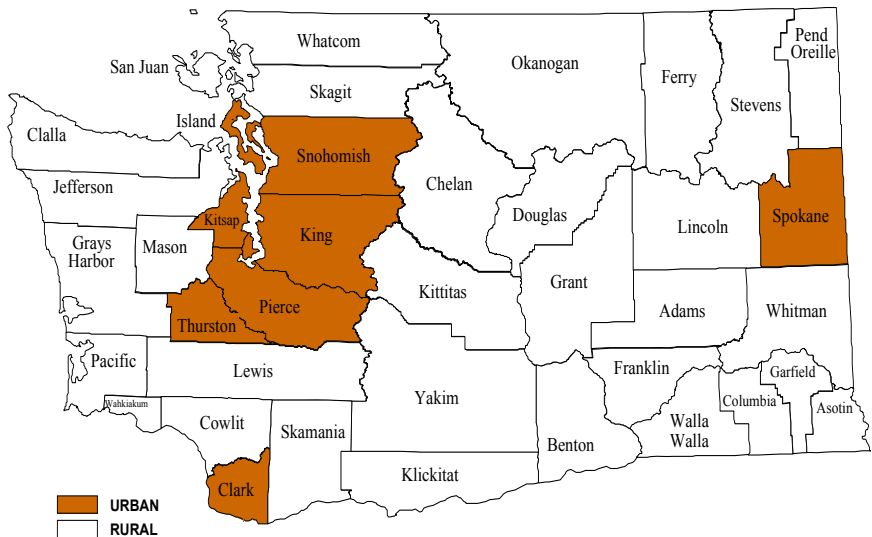 Whatcom
San Juan
Skagit
Island
Okanogan
Ferry
Stevens
Pend
Oreille
Clalla
Jefferson
Snohomish
Kitsap
King
Chelan
Douglas
Lincoln
Spokane
Grays
Harbor
Mason
Pierce
Thurston
Kittitas
Grant
Adams
Whitman
Pacific
Lewis
Wahkiakum
Cowlit
Skamania
Yakim
Franklin
Benton
Walla
Walla
Columbia
Garfield
Asotin
Klickitat
Clark
URBAN
RURAL